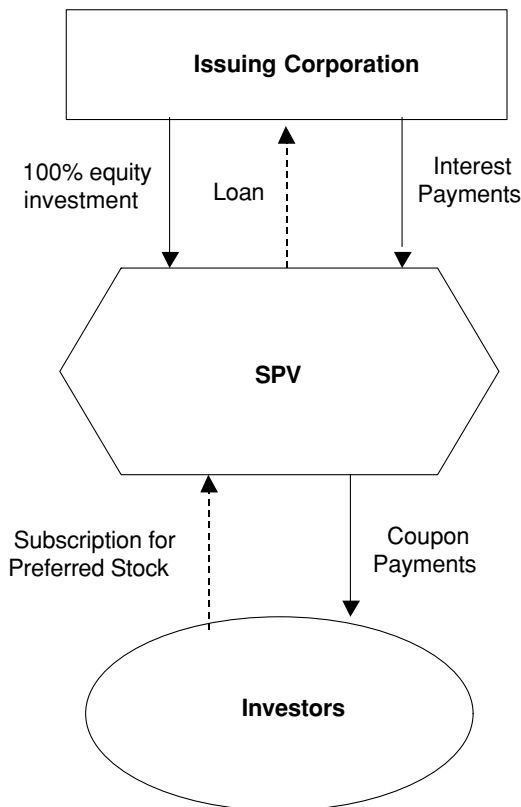 Issuing Corporation
100% equity
investment
Loan
Interest
Payments
SPV
Subscription for
Preferred Stock
Coupon
Payments
Investors